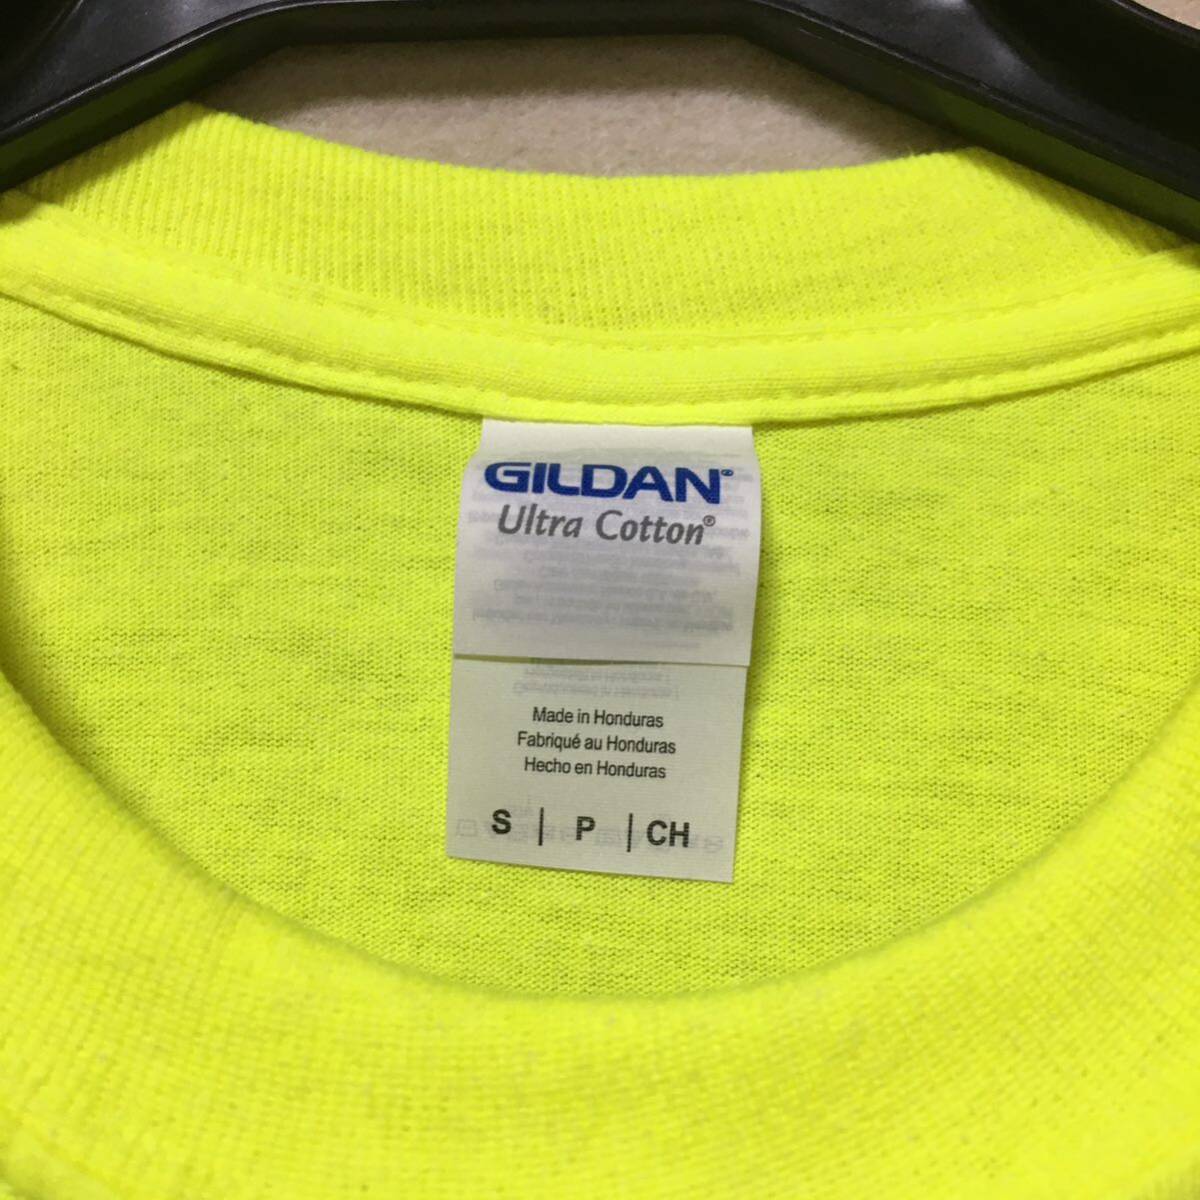 GILDAN®
Ultra Cotton®
Made in Honduras
Fabriqué au Honduras
Hecho en Honduras
S | P | CH